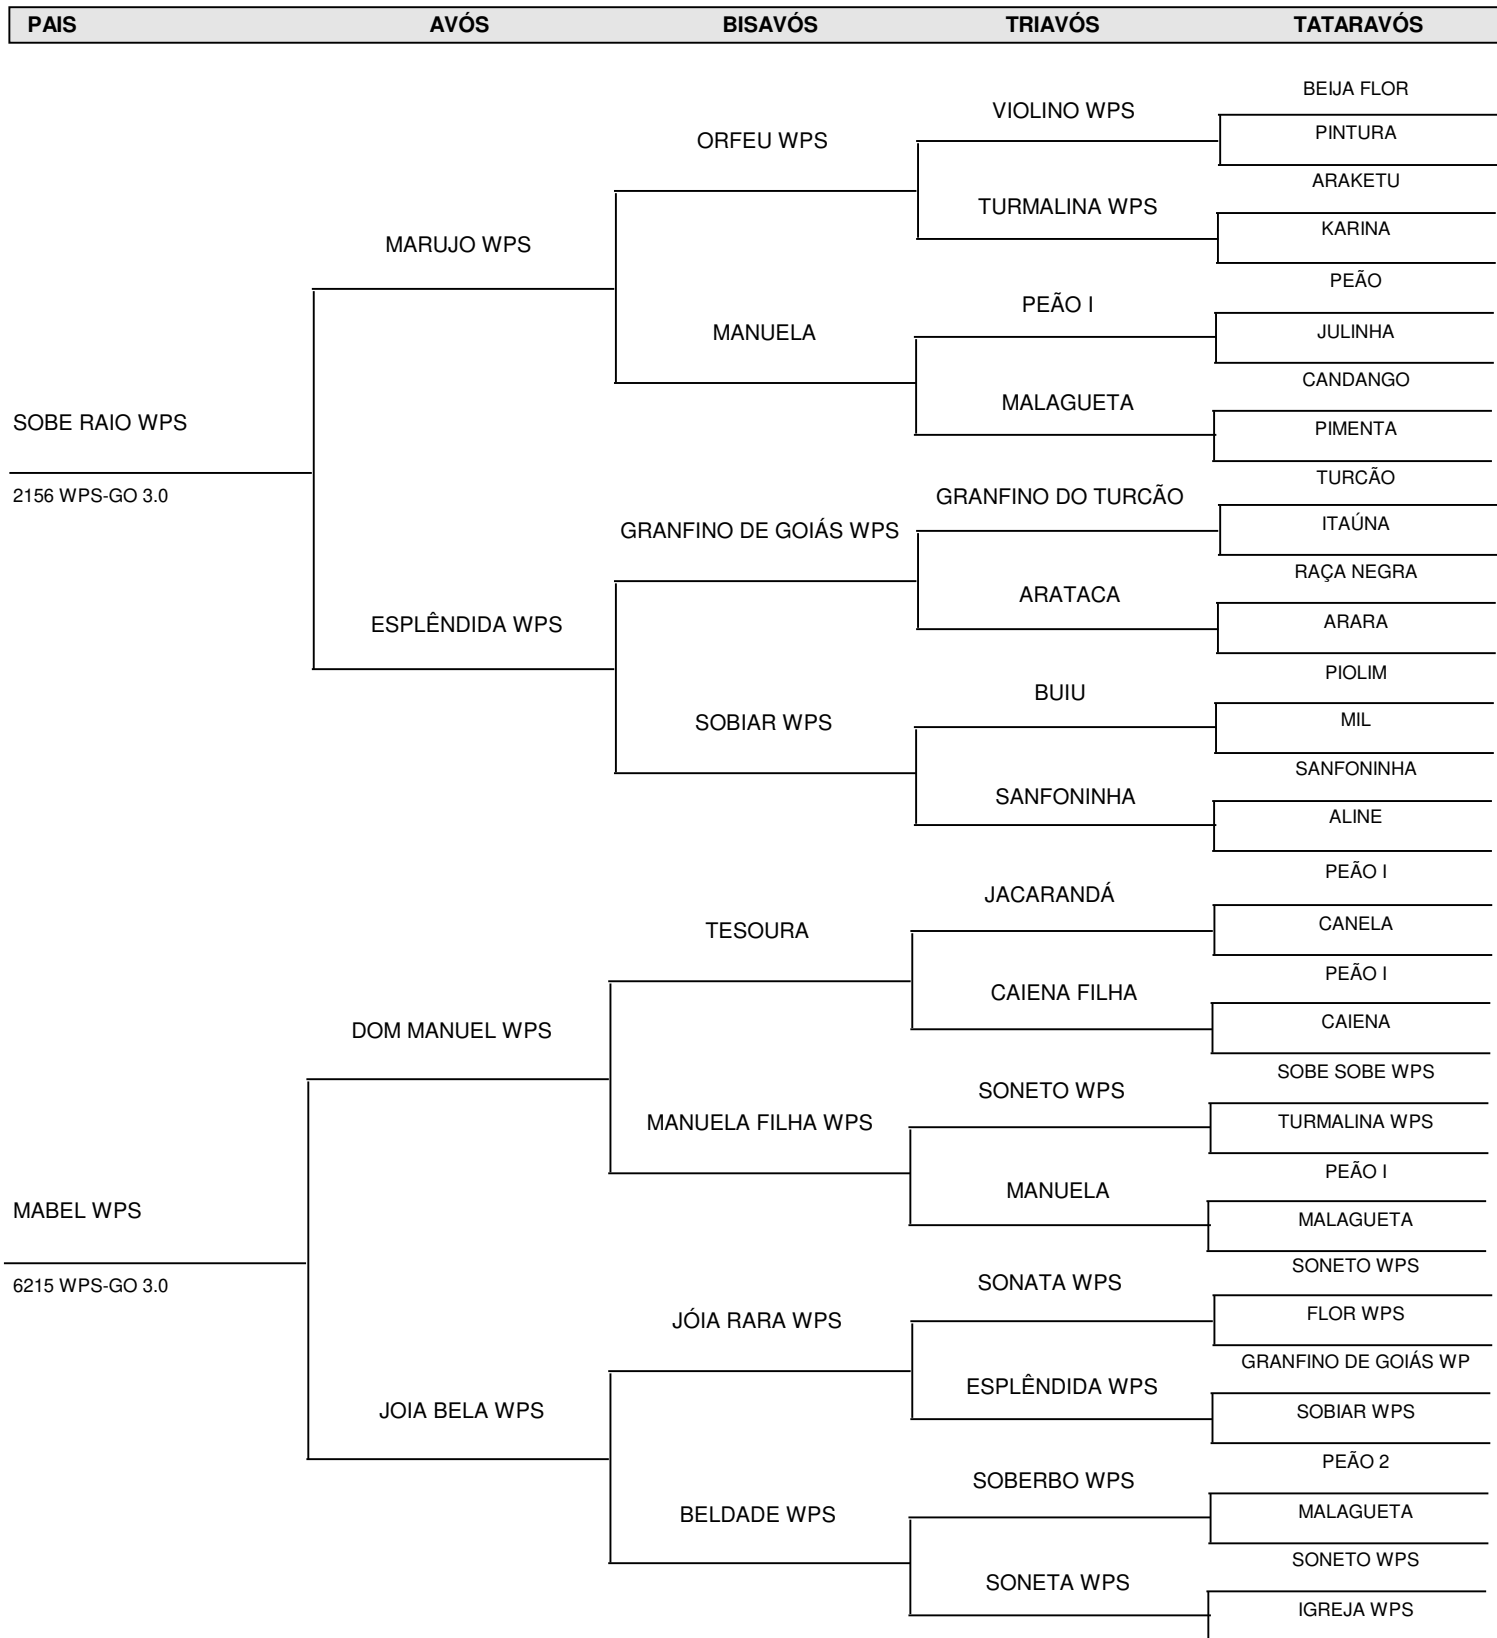 PAIS AVÓS BISAVÓS TRIAVÓS TATARAVÓS
BEIJA FLOR
VIOLINO WPS
PINTURA
ORFEU WPS
ARAKETU
TURMALINA WPS
KARINA
MARUJO WPS
PEÃO
PEÃO I
JULINHA
MANUELA
CANDANGO
MALAGUETA
SOBE RAIO WPS
PIMENTA
TURCÃO
2156 WPS-GO 3.0
GRANFINO DO TURCÃO
ITAÚNA
GRANFINO DE GOIÁS WPS
RAÇA NEGRA
ARATACA
ARARA
ESPLÊNDIDA WPS
PIOLIM
BUIU
MIL
SOBIAR WPS
SANFONINHA
SANFONINHA
ALINE
PEÃO I
JACARANDÁ
CANELA
TESOURA
PEÃO I
CAIENA FILHA
CAIENA
DOM MANUEL WPS
SOBE SOBE WPS
SONETO WPS
TURMALINA WPS
MANUELA FILHA WPS
PEÃO I
MANUELA
MABEL WPS
MALAGUETA
SONETO WPS
6215 WPS-GO 3.0
SONATA WPS
FLOR WPS
JÓIA RARA WPS
GRANFINO DE GOIÁS WP
ESPLÊNDIDA WPS
JOIA BELA WPS
SOBIAR WPS
PEÃO 2
SOBERBO WPS
MALAGUETA
BELDADE WPS
SONETO WPS
SONETA WPS
IGREJA WPS